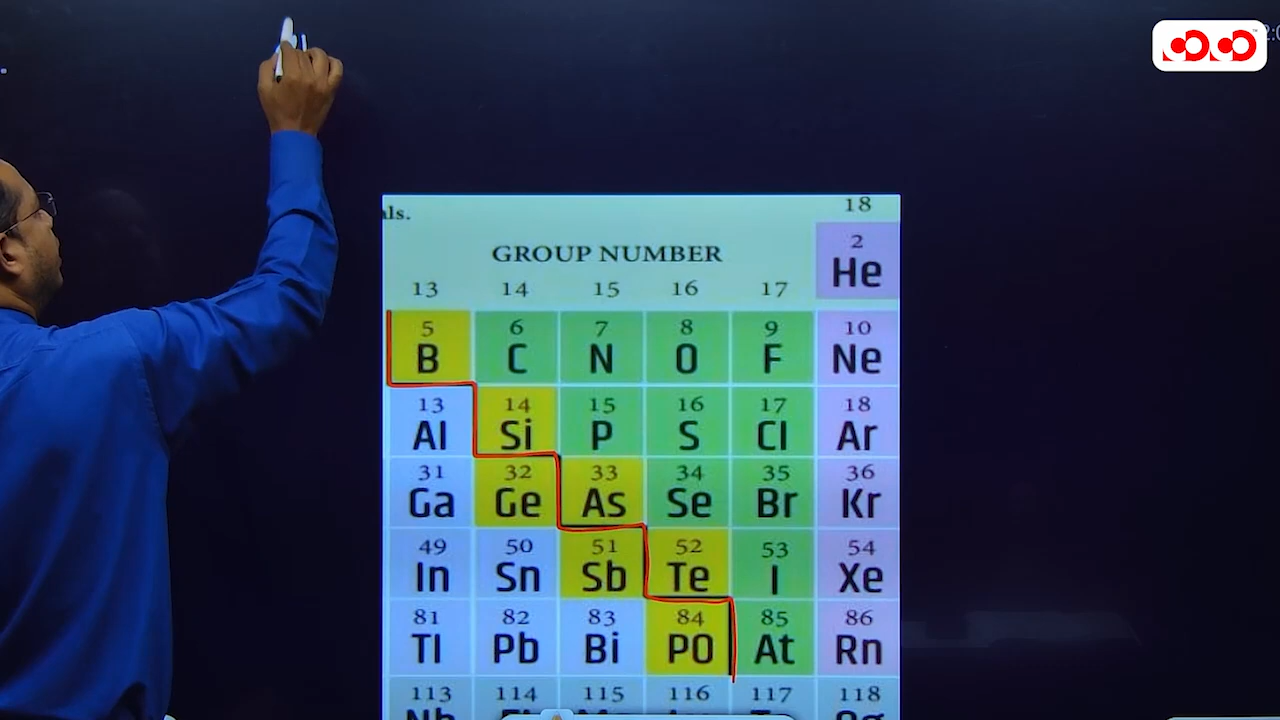 als.
18
GROUP NUMBER
2
He
13 14 15 16 17
5 6 7 8 9 10
B C N O F Ne
13 14 15 16 17 18
Al Si P S Cl Ar
31 32 33 34 35 36
Ga Ge As Se Br Kr
49 50 51 52 53 54
In Sn Sb Te I Xe
81 82 83 84 85 86
Tl Pb Bi PO At Rn
113 114 115 116 117 118